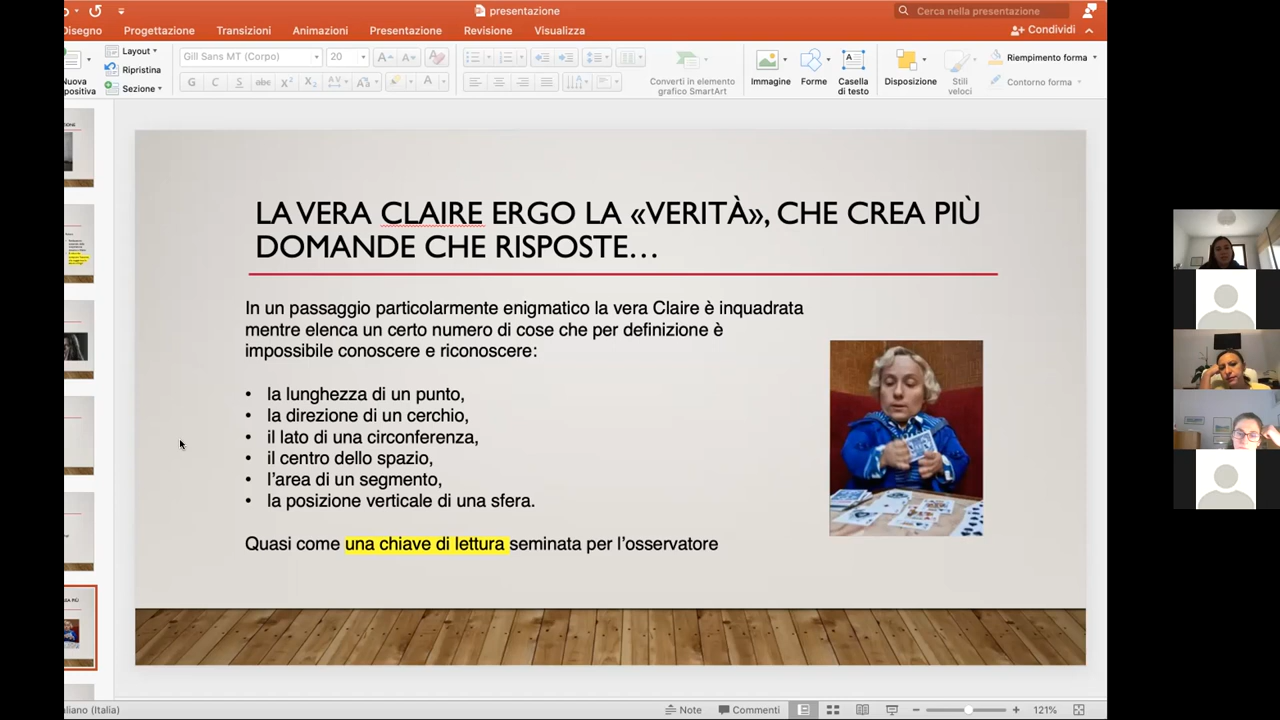 presentazione
Cerca nella presentazione
Disegno Progettazione Transizioni Animazioni Presentazione Revisione Visualizza
Condividi
Layout
Ripristina
Sezione
Nuova
Gill Sans MT (Corpo) 20
Converti in elemento
grafico SmartArt
Immagine Forme Casella
di testo
Disposizione Stili
veloci
Riempimento forma
Contorno forma
LA VERA CLAIRE ERGO LA «VERITÀ», CHE CREA PIÙ
DOMANDE CHE RISPOSTE…
In un passaggio particolarmente enigmatico la vera Claire è inquadrata
mentre elenca un certo numero di cose che per definizione è
impossibile conoscere e riconoscere:
• la lunghezza di un punto,
• la direzione di un cerchio,
• il lato di una circonferenza,
• il centro dello spazio,
• l’area di un segmento,
• la posizione verticale di una sfera.
Quasi come una chiave di lettura seminata per l’osservatore
aliano (Italia)
Note Commenti 121%